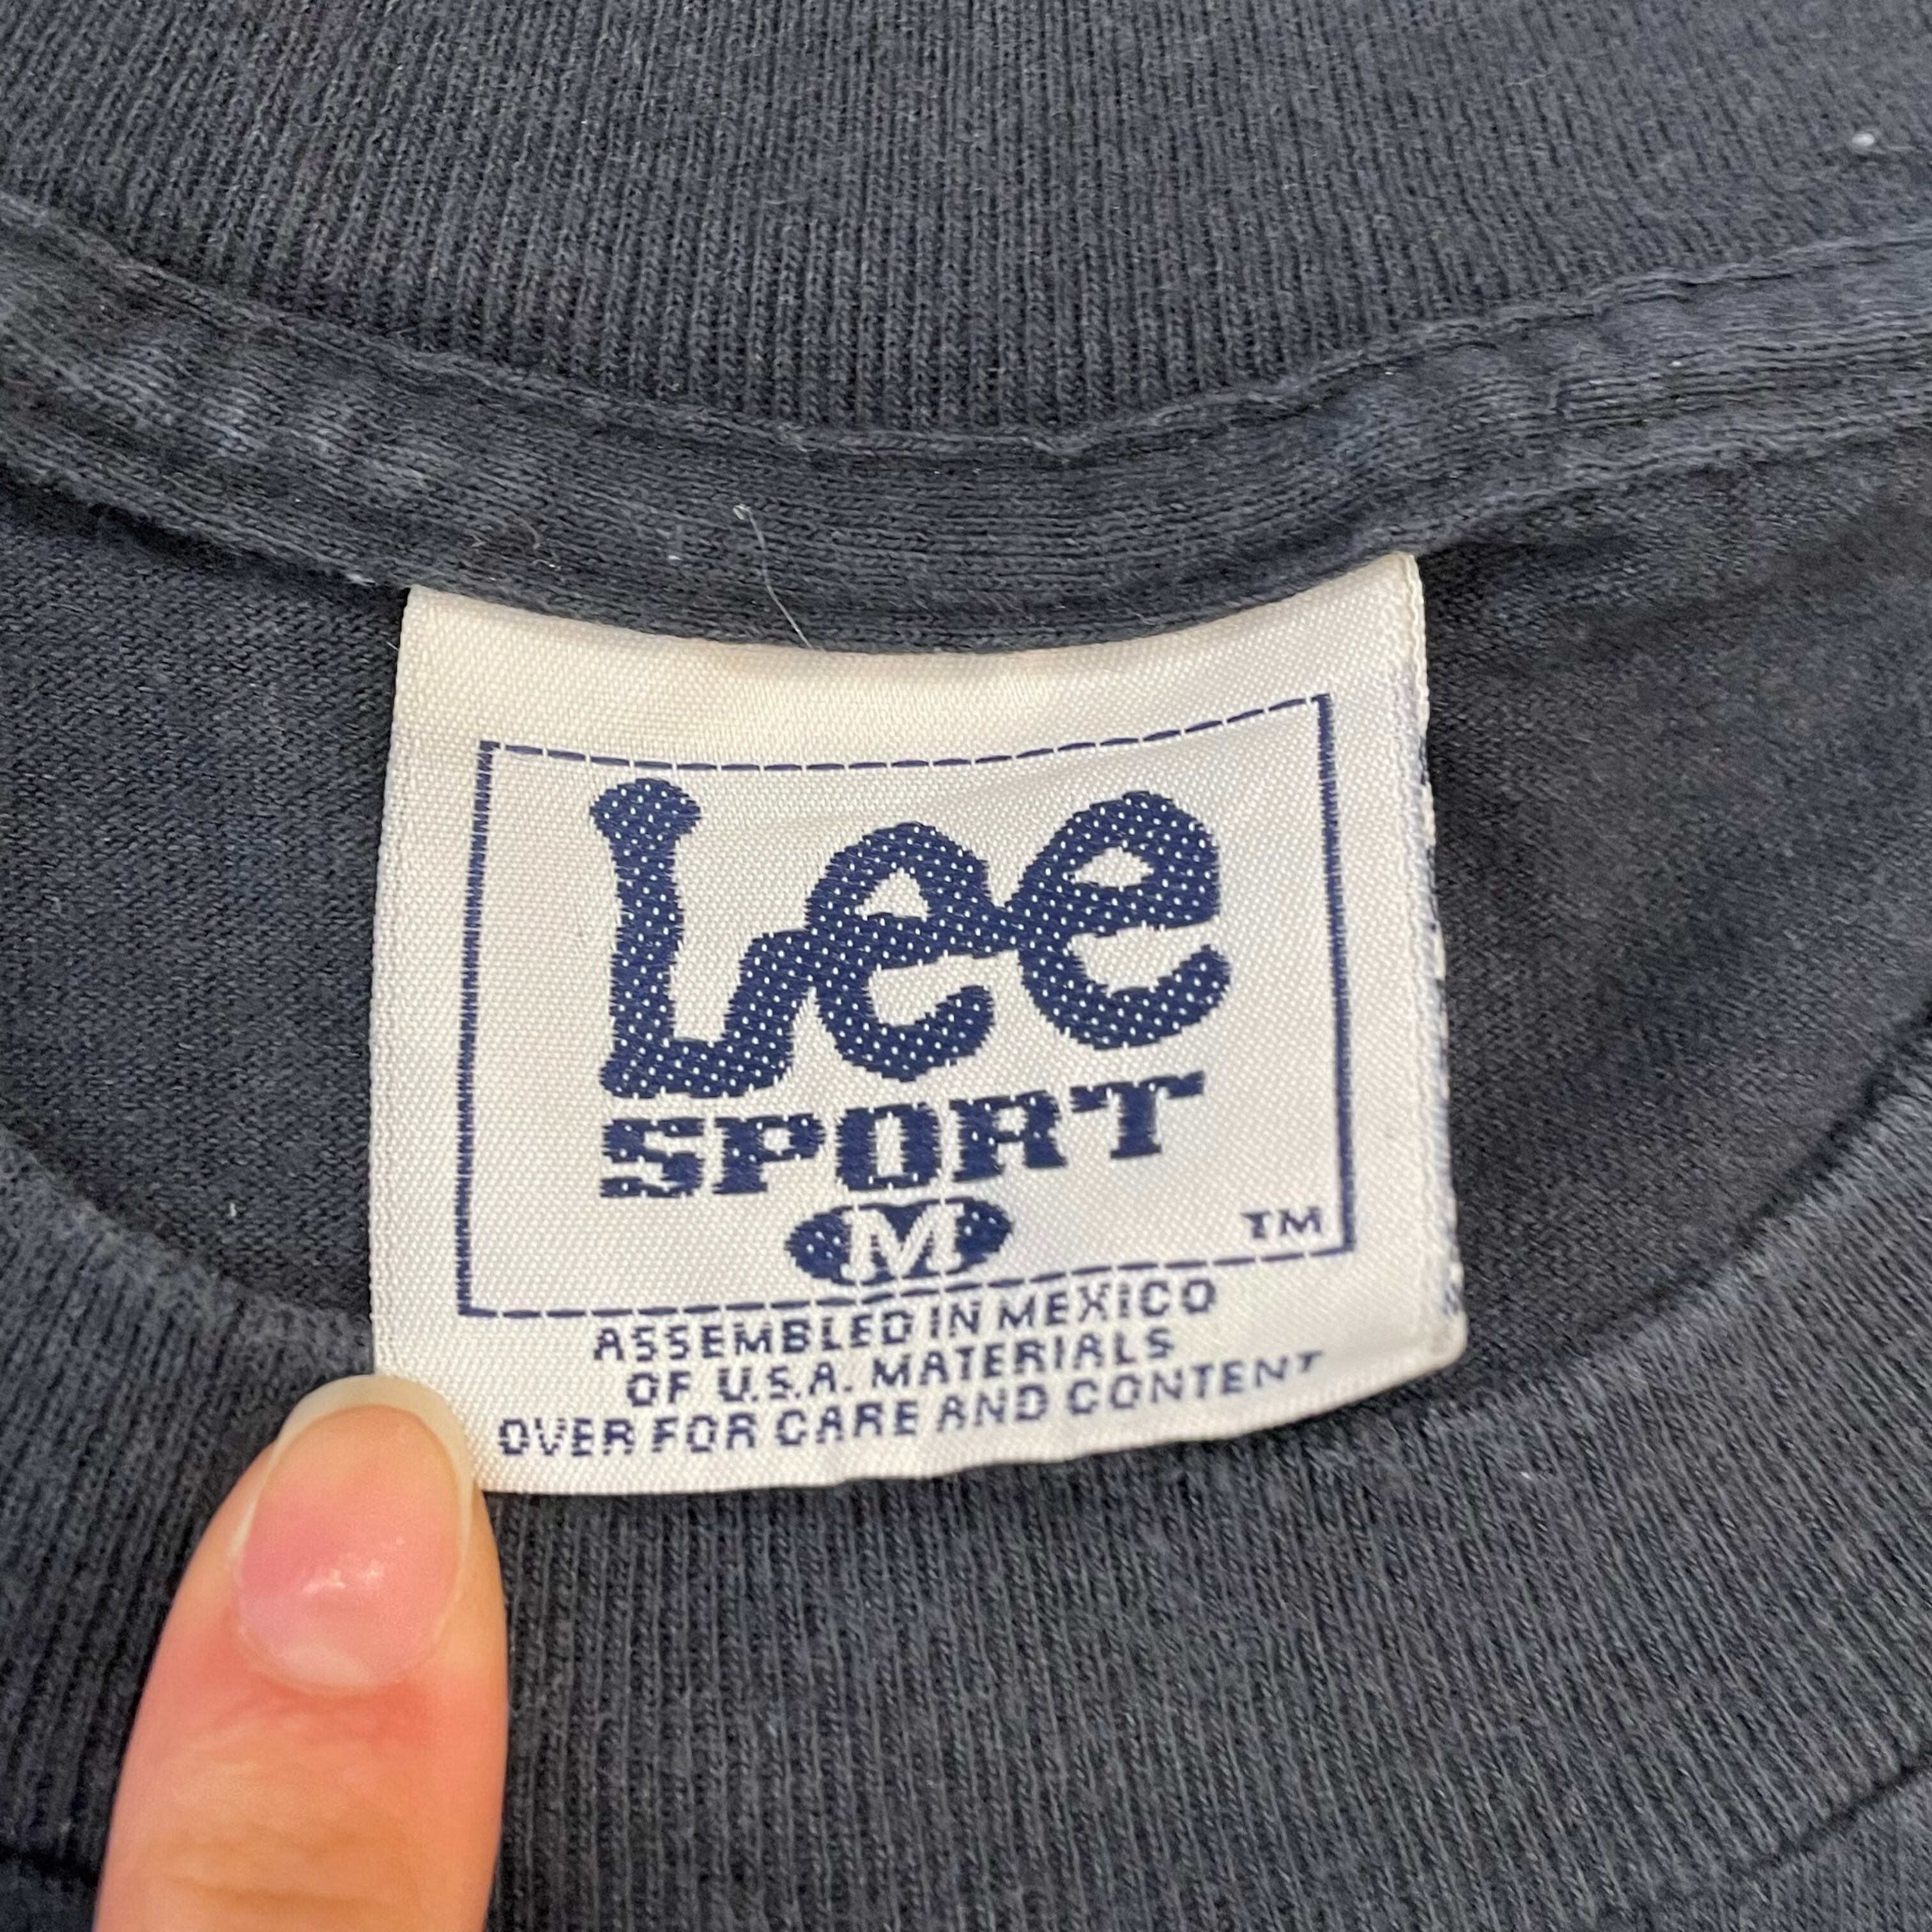 Lee
SPORT
M
TM
ASSEMBLED IN MEXICO
OF U.S.A. MATERIALS
OVER FOR CARE AND CONTENT